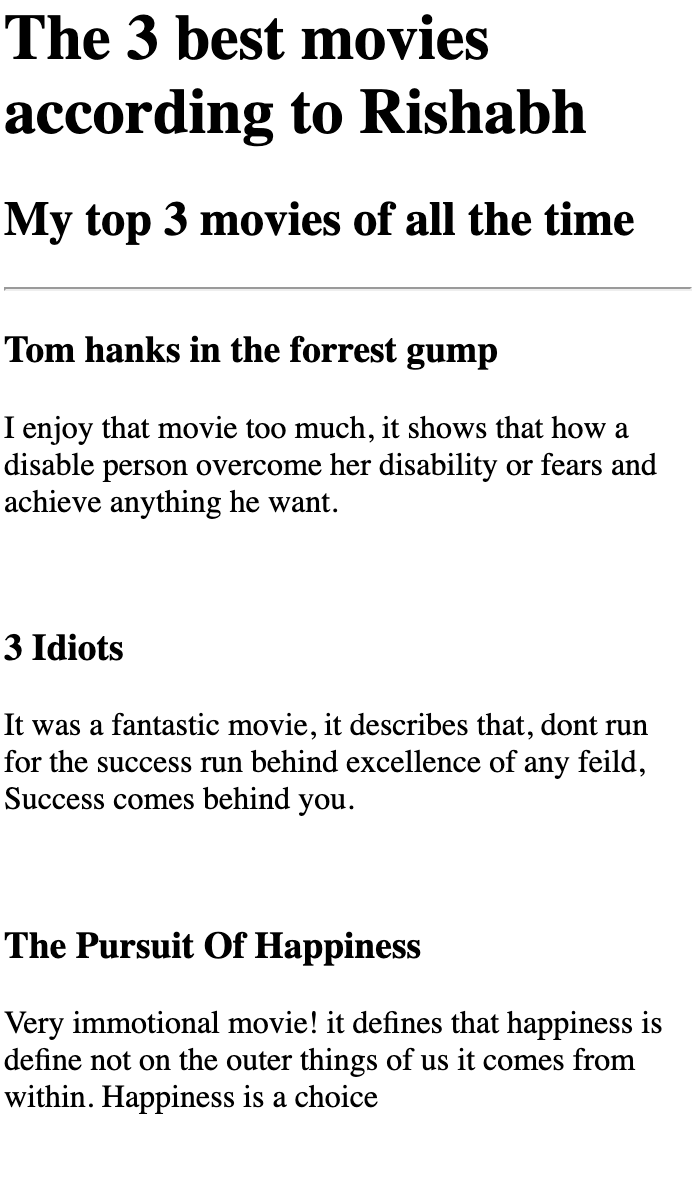 The 3 best movies
according to Rishabh
My top 3 movies of all the time
Tom hanks in the forrest gump
I enjoy that movie too much, it shows that how a
disable person overcome her disability or fears and
achieve anything he want.
3 Idiots
It was a fantastic movie, it describes that, dont run
for the success run behind excellence of any feild,
Success comes behind you.
The Pursuit Of Happiness
Very immotional movie! it defines that happiness is
define not on the outer things of us it comes from
within. Happiness is a choice